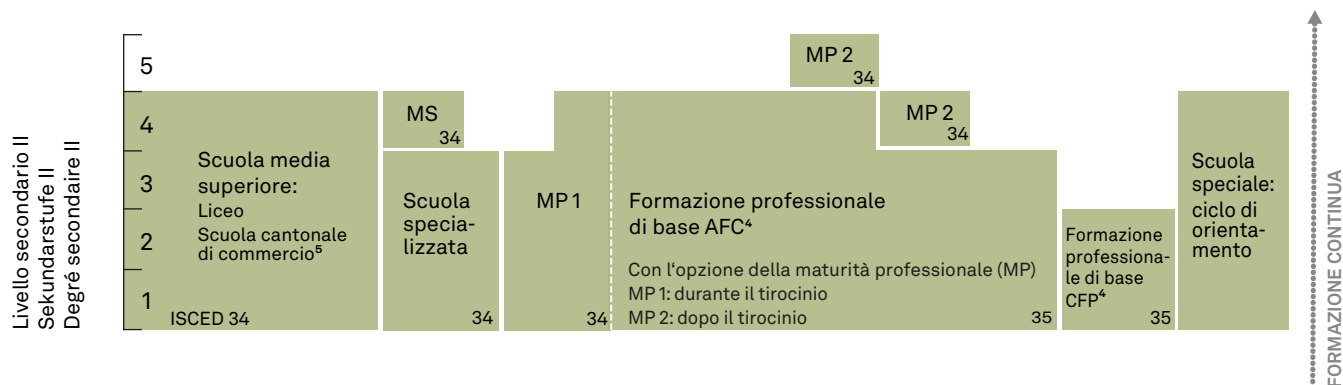 Livello secondario II
Sekundarstufe II
Degré secondaire II
5
4
3
2
1
Scuola media
superiore:
Liceo
Scuola cantonale
di commercio⁵
ISCED 34
MS
34
Scuola
specia-
lizzata
34
MP 1
34
Formazione professionale
di base AFC⁴
Con l‘opzione della maturità professionale (MP)
MP 1: durante il tirocinio
MP 2: dopo il tirocinio
35
MP 2
34
MP 2
34
Formazione
professiona-
le di base
CFP⁴
35
Scuola
speciale:
ciclo di
orienta-
mento
FORMAZIONE CONTINUA